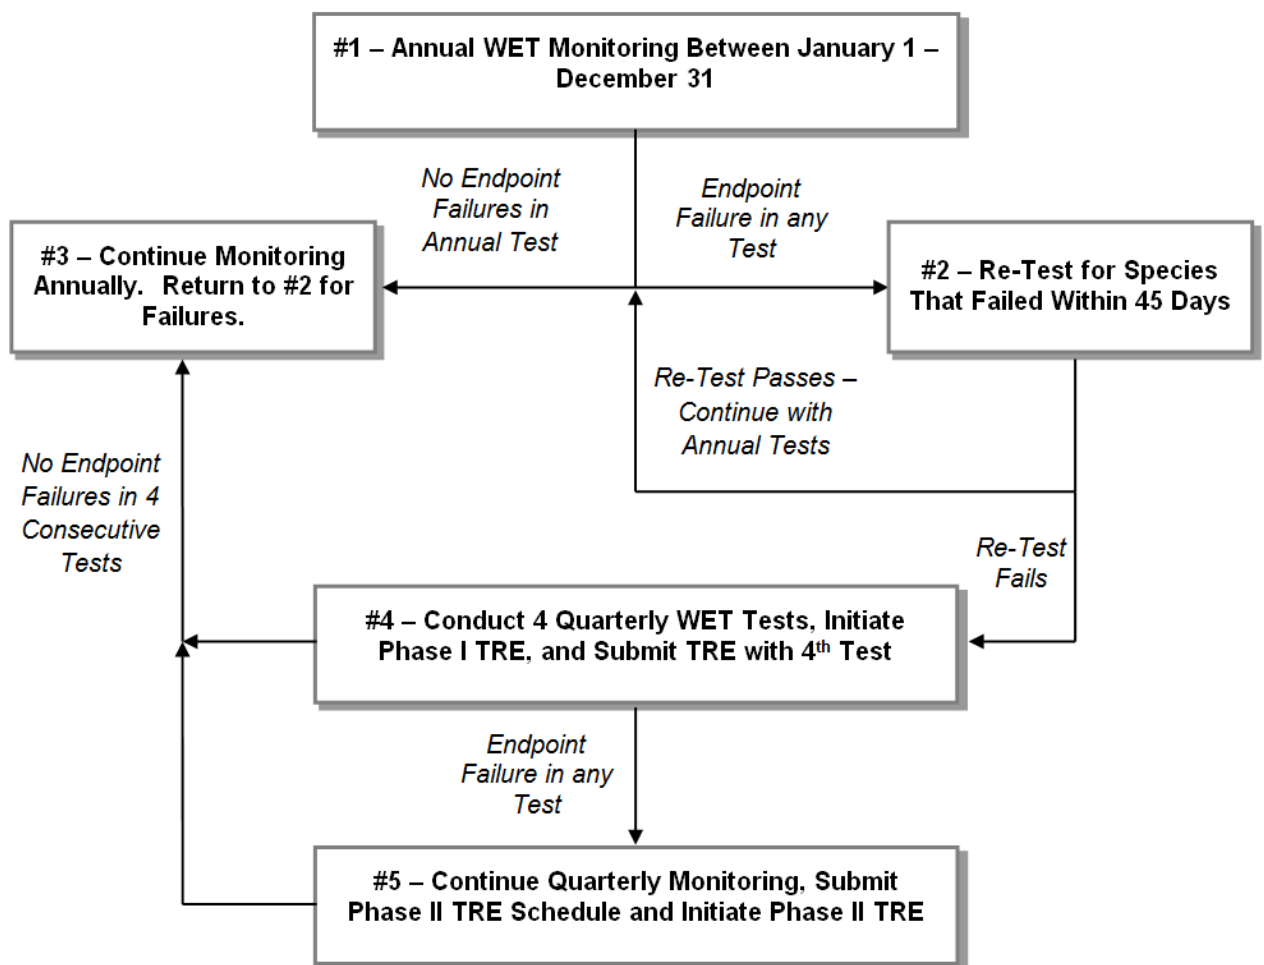 #1 – Annual WET Monitoring Between January 1 –
December 31
No Endpoint
Failures in
Annual Test
Endpoint
Failure in any
Test
#3 – Continue Monitoring
Annually. Return to #2 for
Failures.
#2 – Re-Test for Species
That Failed Within 45 Days
Re-Test Passes –
Continue with
Annual Tests
No Endpoint
Failures in 4
Consecutive
Tests
Re-Test
Fails
#4 – Conduct 4 Quarterly WET Tests, Initiate
Phase I TRE, and Submit TRE with 4th Test
Endpoint
Failure in any
Test
#5 – Continue Quarterly Monitoring, Submit
Phase II TRE Schedule and Initiate Phase II TRE